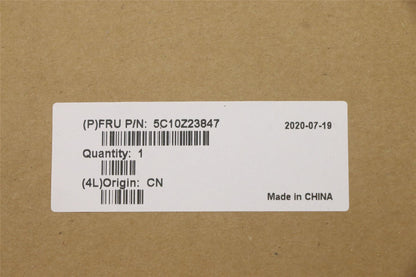 (P)FRU P/N: 5C10Z23847
2020-07-19
Quantity: 1
(4L)Origin: CN
Made in CHINA